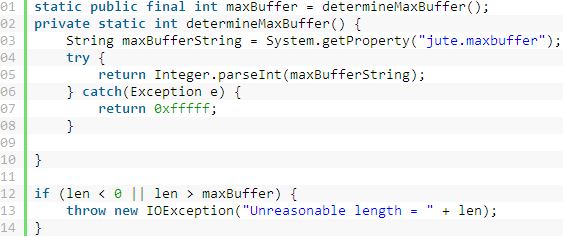 01 static public final int maxBuffer = determineMaxBuffer();
02 private static int determineMaxBuffer() {
03     String maxBufferString = System.getProperty("jute.maxbuffer");
04     try {
05         return Integer.parseInt(maxBufferString);
06     } catch(Exception e) {
07         return 0xfffff;
08     }
09
10 }
11
12 if (len < 0 || len > maxBuffer) {
13     throw new IOException("Unreasonable length = " + len);
14 }